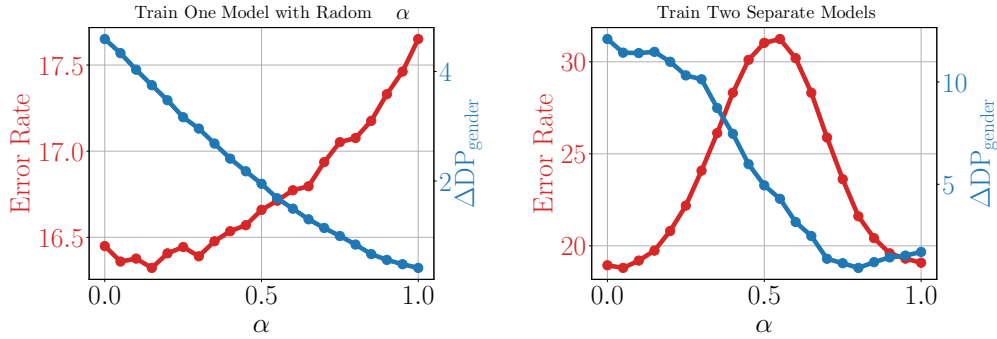 Train One Model with Radom α
17.5
17.0
16.5
Error Rate
4
2
ΔDP_gender
0.0
0.5
1.0
α
Train Two Separate Models
30
25
20
Error Rate
10
5
ΔDP_gender
0.0
0.5
1.0
α